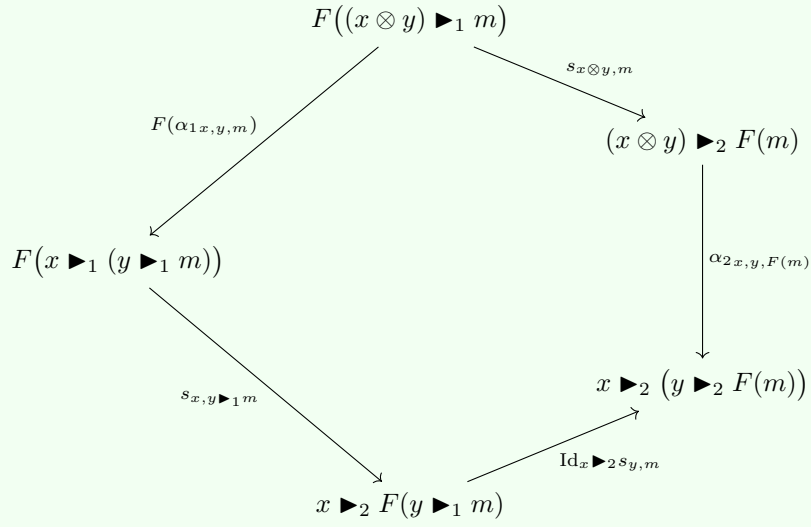 F((x ⊗ y) ►₁ m)
s_{x⊗y,m}
F(α_{1 x,y,m})
(x ⊗ y) ►₂ F(m)
F(x ►₁ (y ►₁ m))
α_{2 x,y,F(m)}
x ►₂ (y ►₂ F(m))
s_{x,y►₁m}
Id_x ►₂ s_{y,m}
x ►₂ F(y ►₁ m)